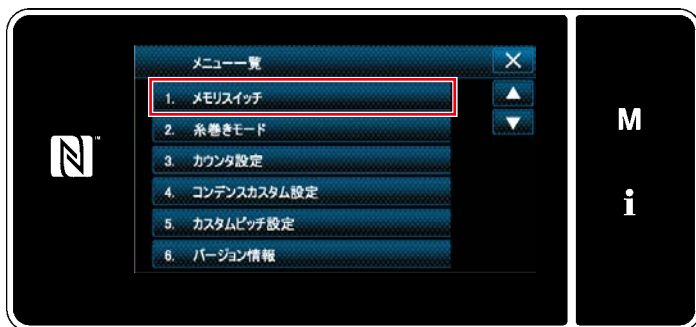 メニュー一覧
1. メモリスイッチ
2. 糸巻きモード
3. カウンタ設定
4. コンデンスカスタム設定
5. カスタムピッチ設定
6. バージョン情報
N
M
i